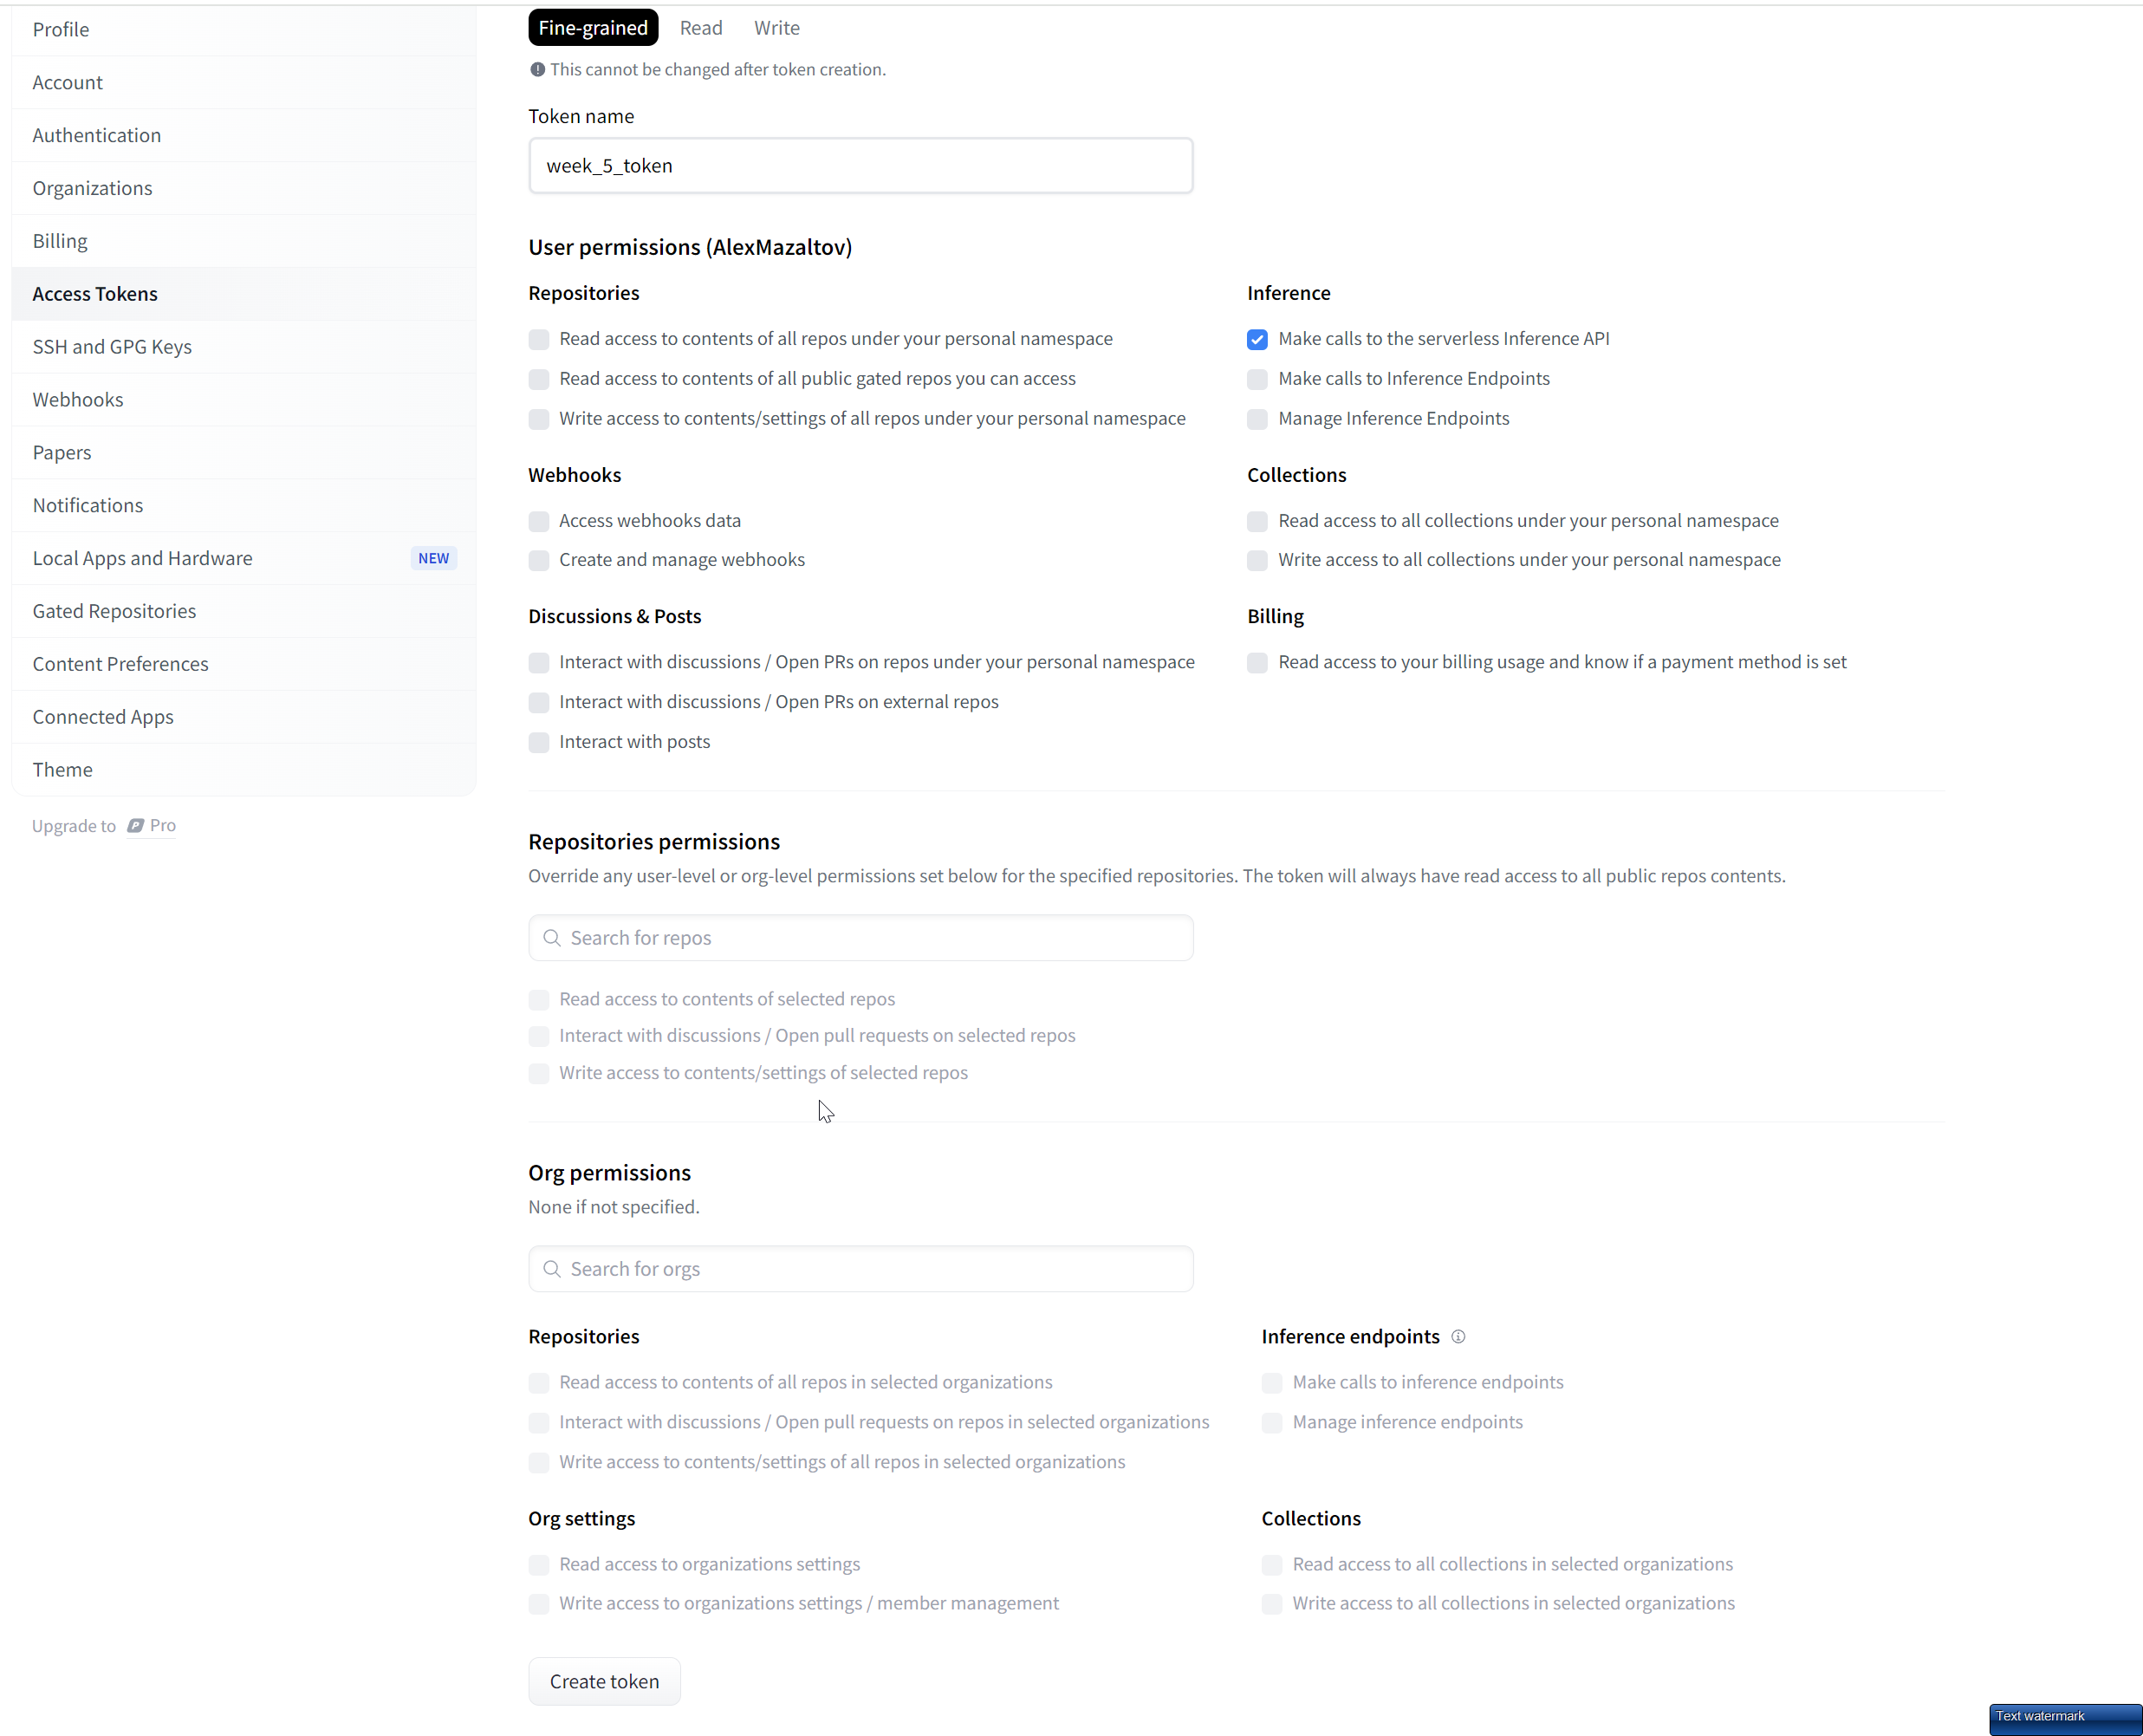 Profile
Account
Authentication
Organizations
Billing
Access Tokens
SSH and GPG Keys
Webhooks
Papers
Notifications
Local Apps and Hardware NEW
Gated Repositories
Content Preferences
Connected Apps
Theme
Upgrade to Pro
Fine-grained Read Write
This cannot be changed after token creation.
Token name
week_5_token
User permissions (AlexMazaltov)
Repositories
Read access to contents of all repos under your personal namespace
Read access to contents of all public gated repos you can access
Write access to contents/settings of all repos under your personal namespace
Inference
Make calls to the serverless Inference API
Make calls to Inference Endpoints
Manage Inference Endpoints
Webhooks
Access webhooks data
Create and manage webhooks
Collections
Read access to all collections under your personal namespace
Write access to all collections under your personal namespace
Discussions & Posts
Interact with discussions / Open PRs on repos under your personal namespace
Interact with discussions / Open PRs on external repos
Interact with posts
Billing
Read access to your billing usage and know if a payment method is set
Repositories permissions
Override any user-level or org-level permissions set below for the specified repositories. The token will always have read access to all public repos contents.
Search for repos
Read access to contents of selected repos
Interact with discussions / Open pull requests on selected repos
Write access to contents/settings of selected repos
Org permissions
None if not specified.
Search for orgs
Repositories
Read access to contents of all repos in selected organizations
Interact with discussions / Open pull requests on repos in selected organizations
Write access to contents/settings of all repos in selected organizations
Inference endpoints
Make calls to inference endpoints
Manage inference endpoints
Org settings
Read access to organizations settings
Write access to organizations settings / member management
Collections
Read access to all collections in selected organizations
Write access to all collections in selected organizations
Create token
Text watermark